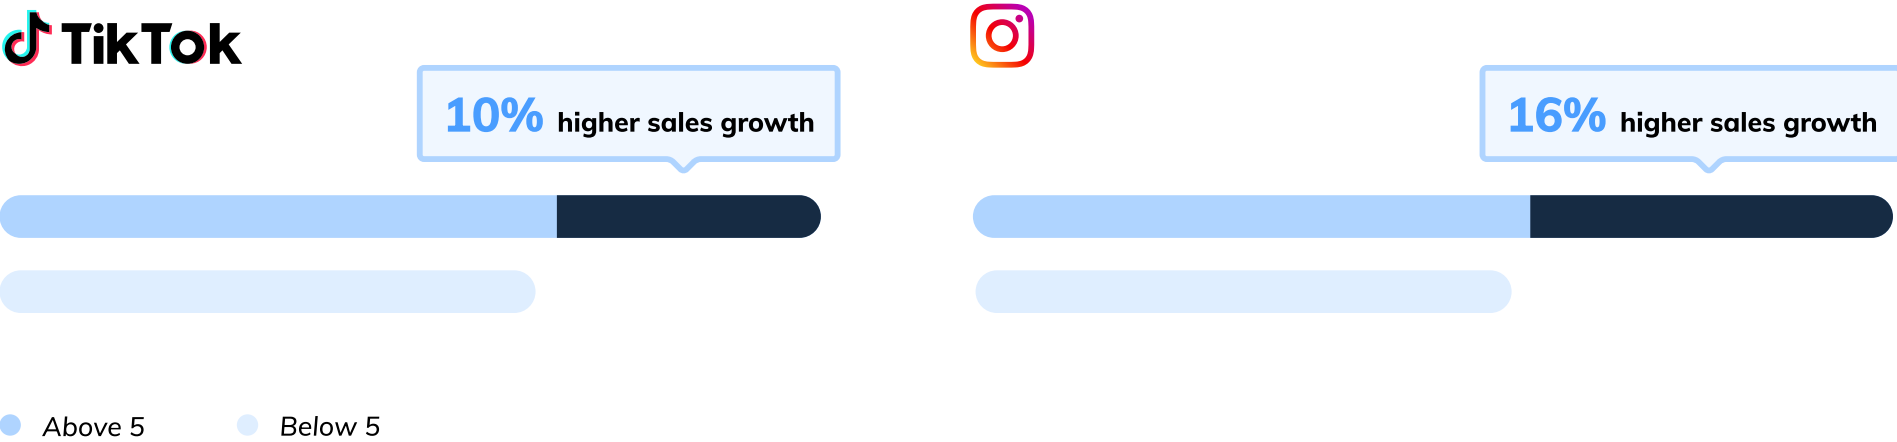 TikTok
10% higher sales growth
16% higher sales growth
Above 5
Below 5